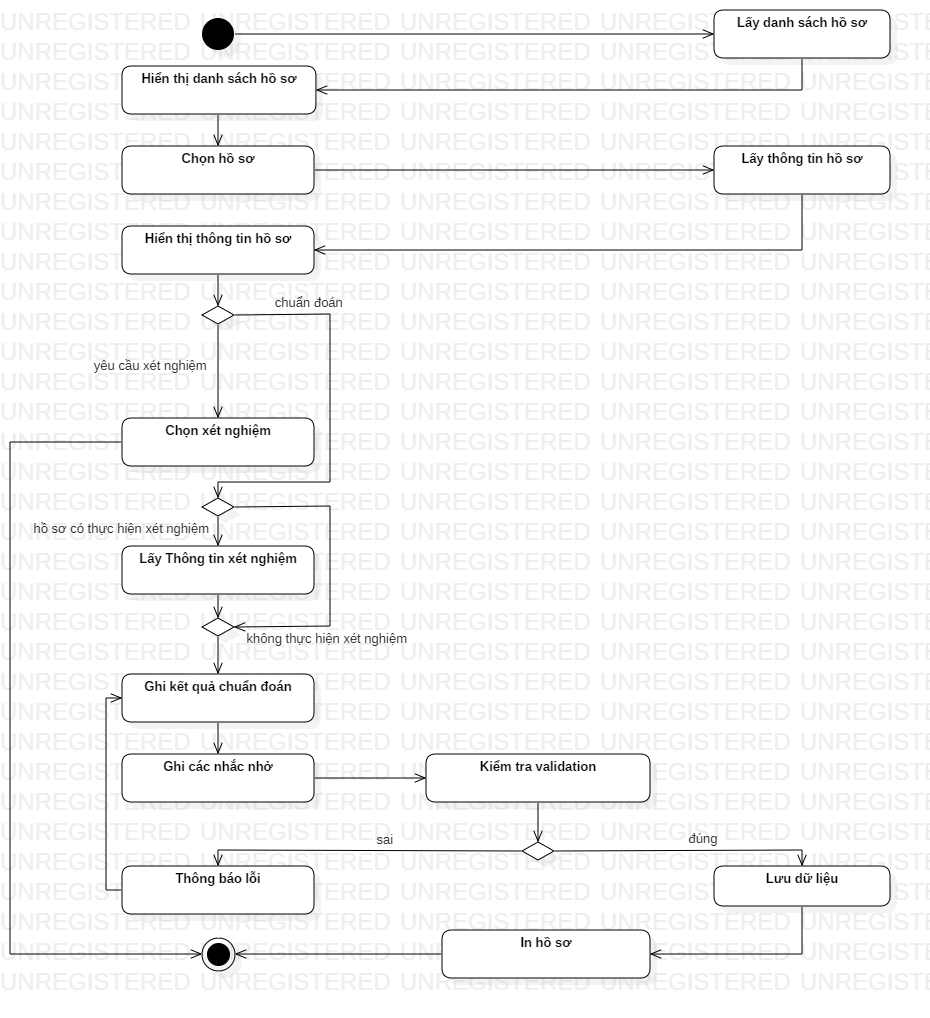 Lấy danh sách hồ sơ
Hiển thị danh sách hồ sơ
Chọn hồ sơ
Lấy thông tin hồ sơ
Hiển thị thông tin hồ sơ
chuẩn đoán
yêu cầu xét nghiệm
Chọn xét nghiệm
hồ sơ có thực hiện xét nghiệm
Lấy Thông tin xét nghiệm
không thực hiện xét nghiệm
Ghi kết quả chuẩn đoán
Ghi các nhắc nhở
Kiểm tra validation
sai
đúng
Thông báo lỗi
Lưu dữ liệu
In hồ sơ